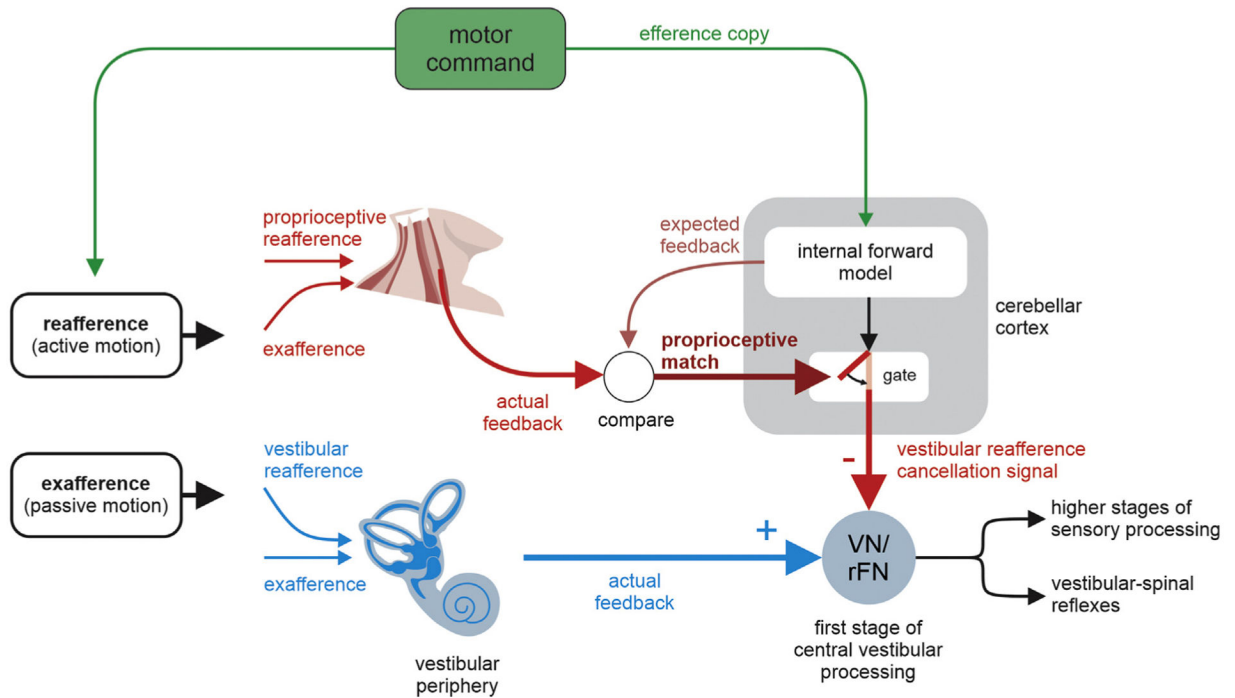 motor
command
efference copy
proprioceptive
reafference
expected
feedback
internal forward
model
cerebellar
cortex
reafference
(active motion)
exafference
proprioceptive
match
gate
actual
feedback
compare
vestibular
reafference
-
vestibular reafference
cancellation signal
exafference
(passive motion)
+
VN/
rFN
higher stages of
sensory processing
exafference
actual
feedback
vestibular-spinal
reflexes
first stage of
central vestibular
processing
vestibular
periphery